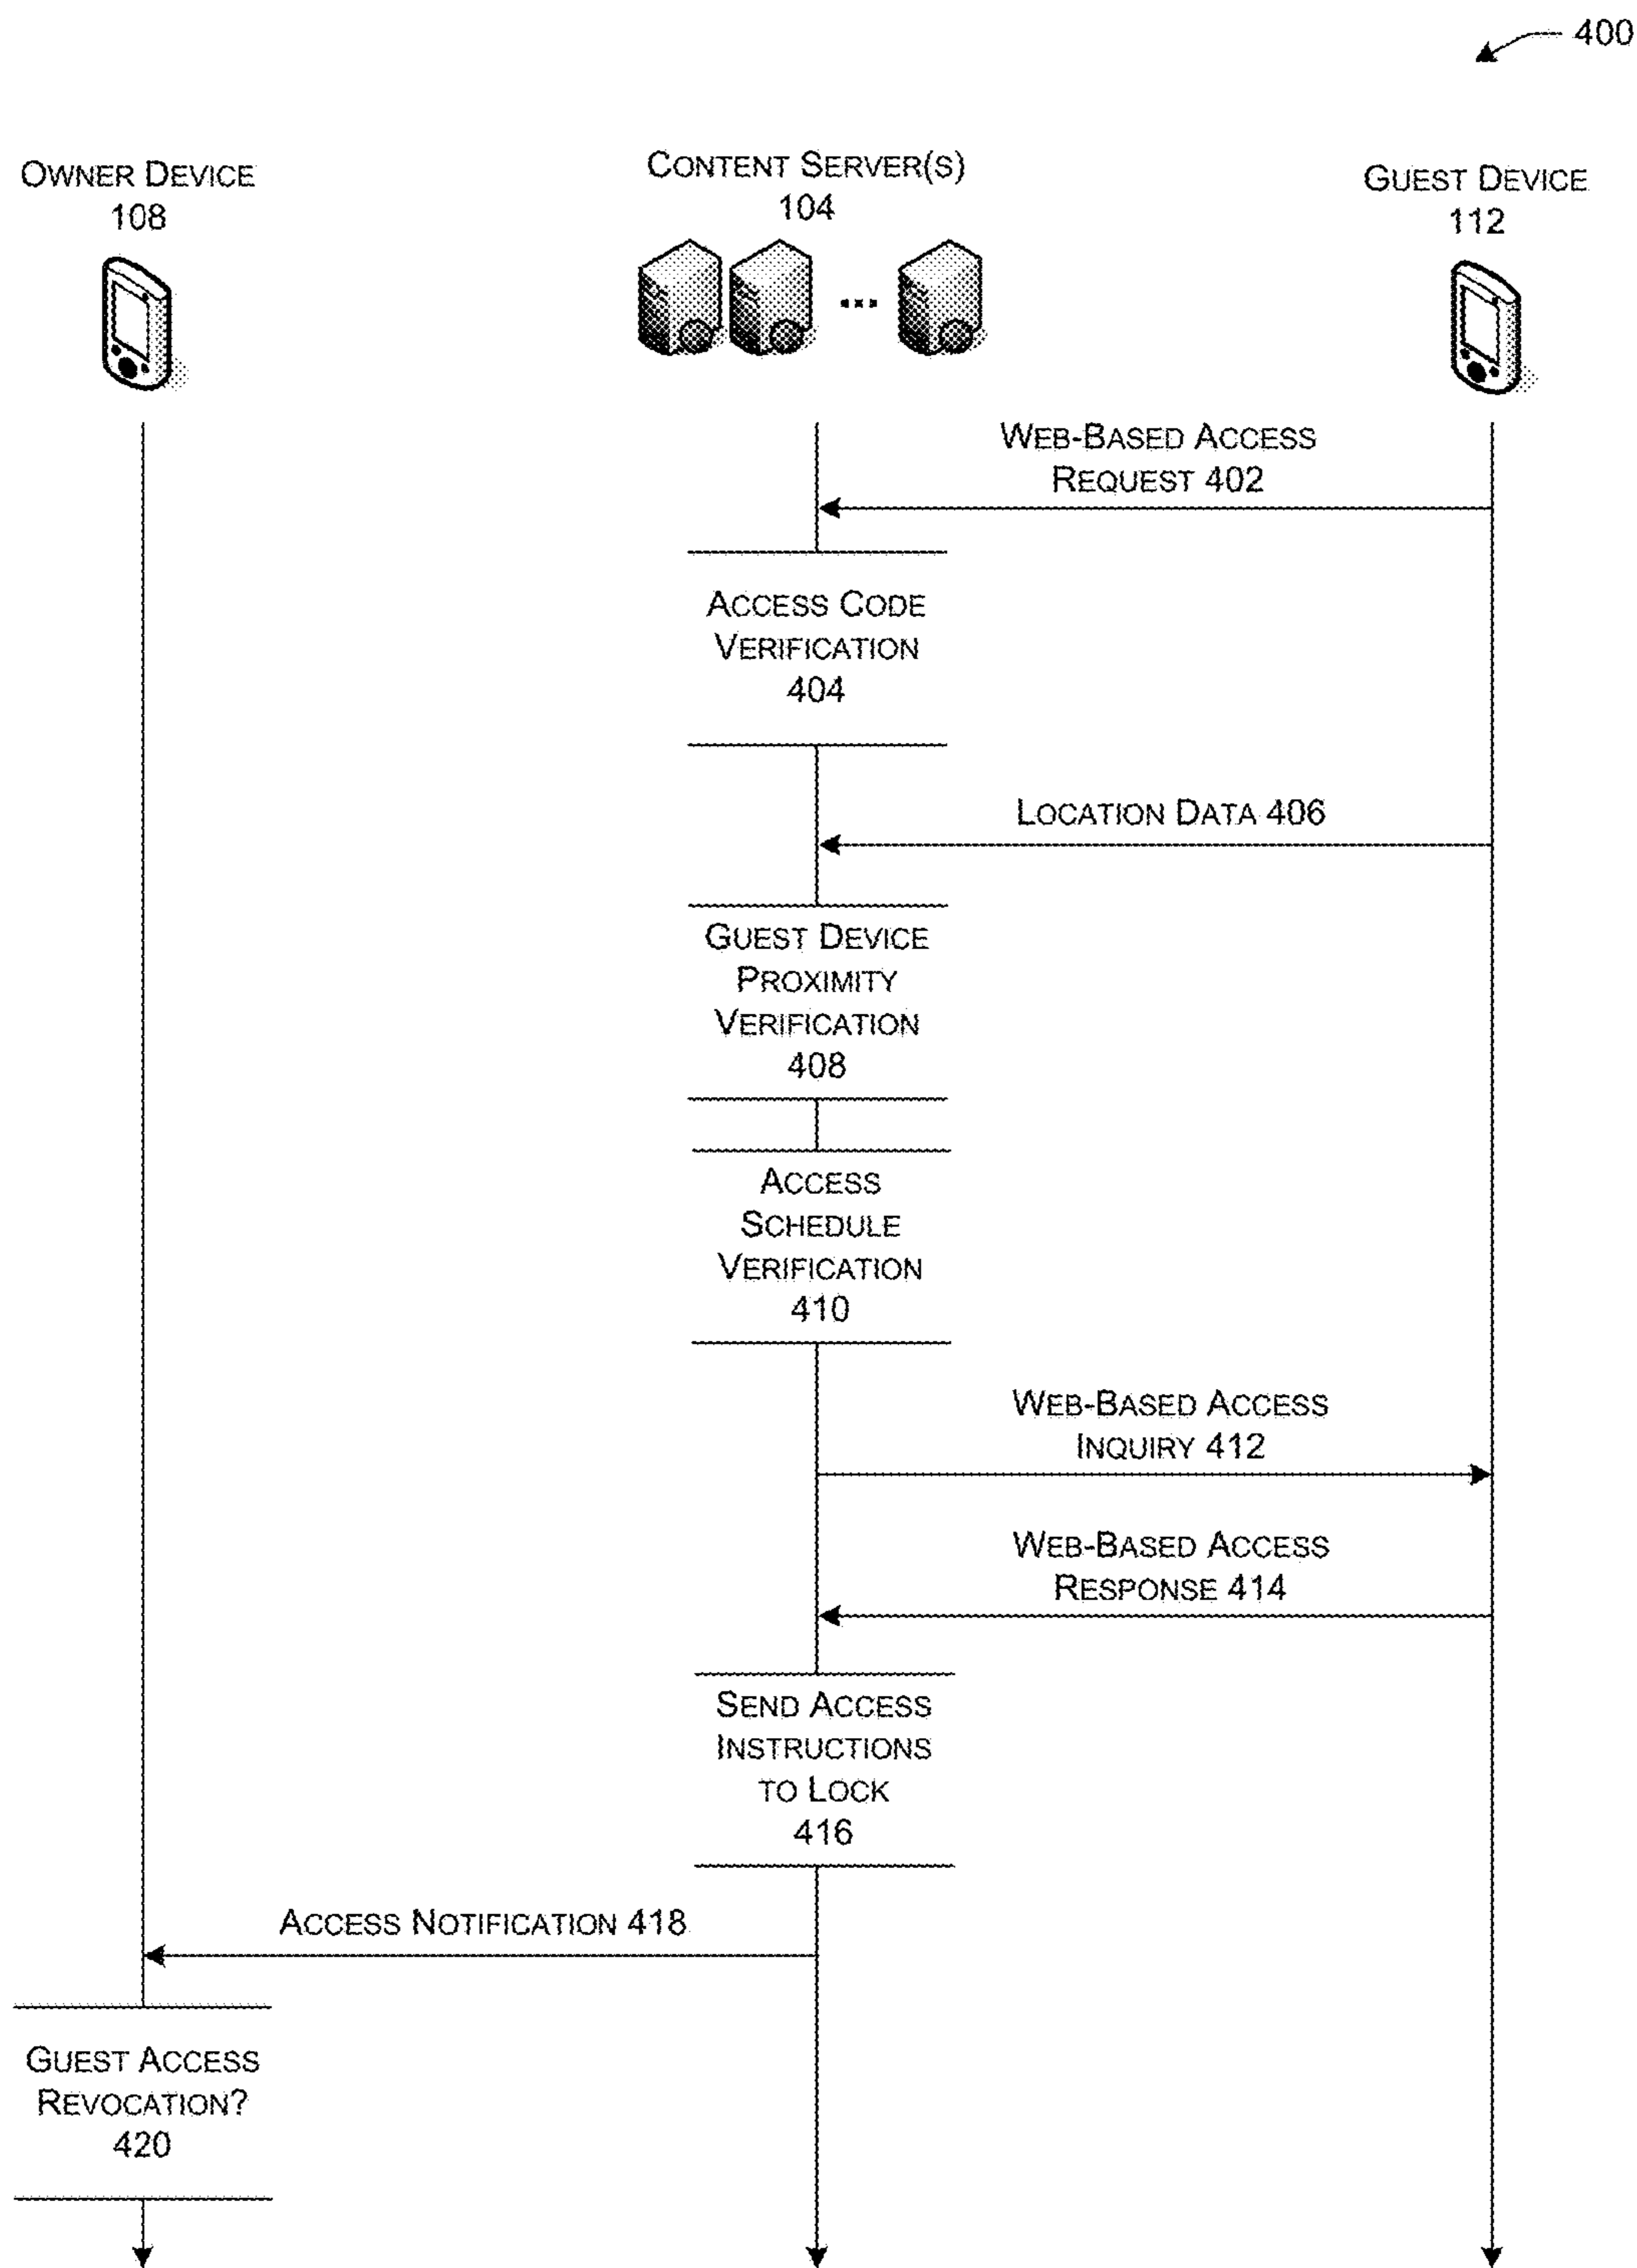 400
OWNER DEVICE
108
CONTENT SERVER(S)
104
GUEST DEVICE
112
WEB-BASED ACCESS
REQUEST 402
ACCESS CODE
VERIFICATION
404
LOCATION DATA 406
GUEST DEVICE
PROXIMITY
VERIFICATION
408
ACCESS
SCHEDULE
VERIFICATION
410
WEB-BASED ACCESS
INQUIRY 412
WEB-BASED ACCESS
RESPONSE 414
SEND ACCESS
INSTRUCTIONS
TO LOCK
416
ACCESS NOTIFICATION 418
GUEST ACCESS
REVOCATION?
420